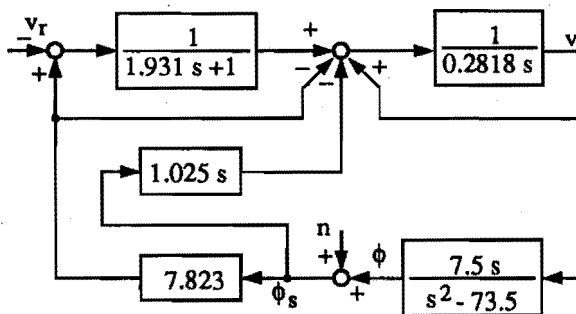 v_r
−
+
1
1.931 s +1
+
−
−
+
1
0.2818 s
v
1.025 s
n
+
+
ϕ
ϕ_s
7.823
7.5 s
s² - 73.5